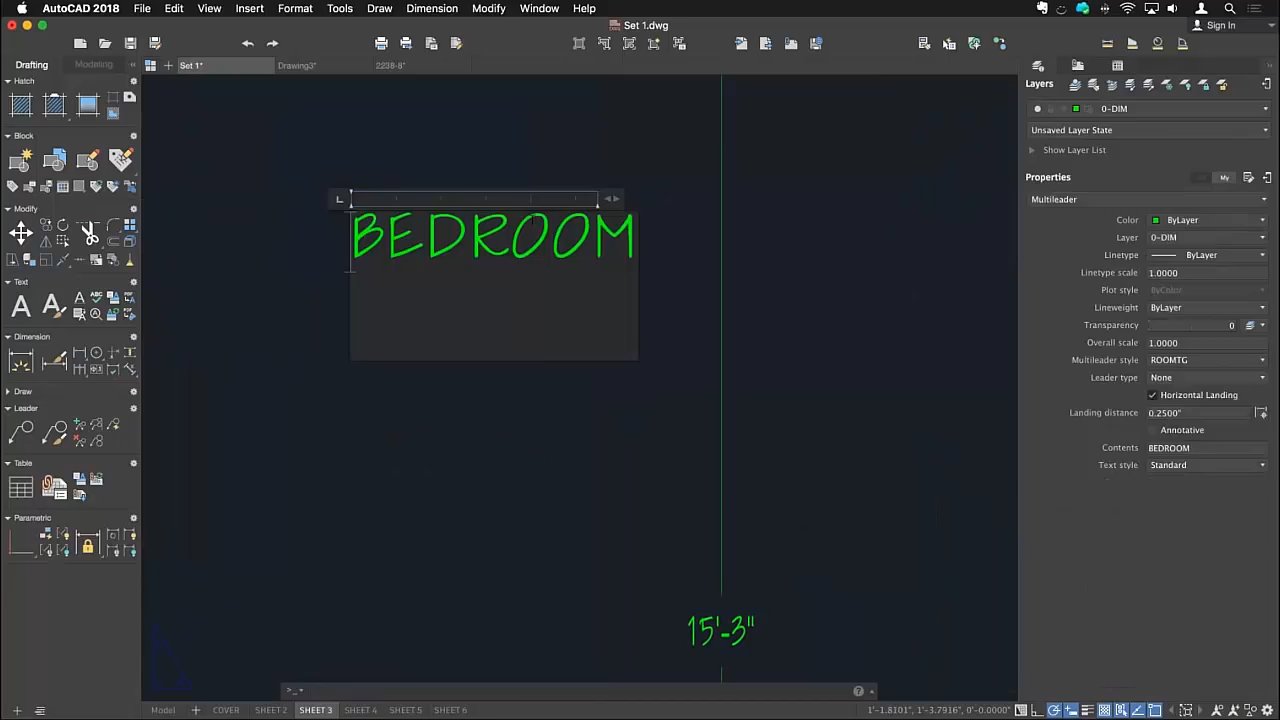 AutoCAD 2018 File Edit View Insert Format Tools Draw Dimension Modify Window Help
Set 1.dwg
Sign In
Drafting Modeling
Set 1* Drawing3* 2238-8"
Hatch
Block
Modify
Text
Dimension
Draw
Leader
Table
Parametric
BEDROOM
15'-3"
Layers
0-DIM
Unsaved Layer State
Show Layer List
Properties
My
Multileader
Color ByLayer
Layer 0-DIM
Linetype ByLayer
Linetype scale 1.0000
Plot style ByColor
Lineweight ByLayer
Transparency 0
Overall scale 1.0000
Multileader style ROOMTG
Leader type None
Horizontal Landing
Landing distance 0.2500"
Annotative
Contents BEDROOM
Text style Standard
Model COVER SHEET 2 SHEET 3 SHEET 4 SHEET 5 SHEET 6
1'-1.8101", 1'-3.7916", 0'-0.0000"